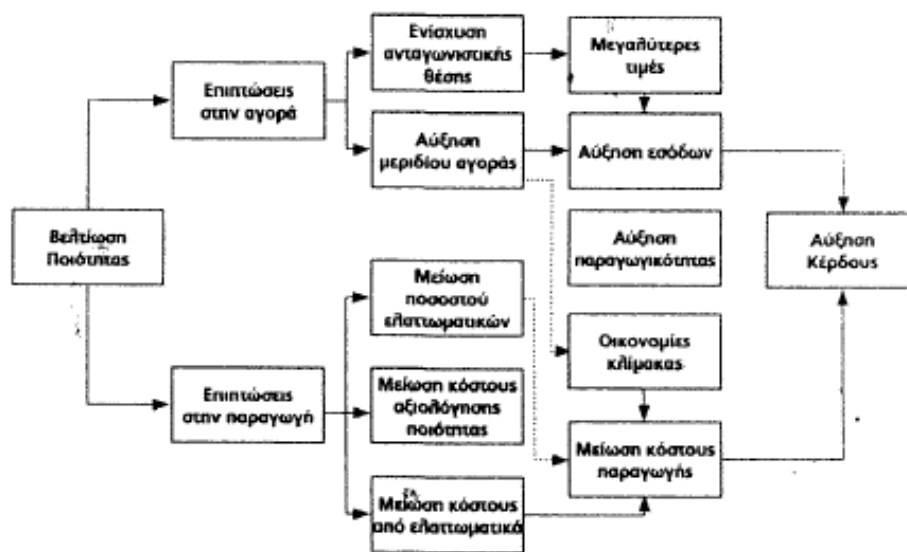 Ενίσχυση
ανταγωνιστικής
θέσης
Μεγαλύτερες
τιμές
Επιπτώσεις
στην αγορά
Αύξηση
μεριδίου αγοράς
Αύξηση εσόδων
Βελτίωση
Ποιότητας
Αύξηση
παραγωγικότητας
Αύξηση
Κέρδους
Μείωση
ποσοστού
ελαττωματικών
Οικονομίες
κλίμακας
Επιπτώσεις
στην παραγωγή
Μείωση κόστους
αξιολόγησης
ποιότητας
Μείωση κόστους
παραγωγής
Μείωση κόστους
από ελαττωματικά